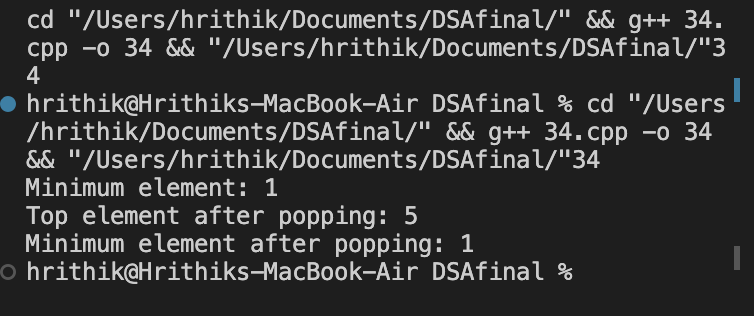 cd "/Users/hrithik/Documents/DSAfinal/" && g++ 34.
cpp -o 34 && "/Users/hrithik/Documents/DSAfinal/"3
4
hrithik@Hrithiks-MacBook-Air DSAfinal % cd "/Users
/hrithik/Documents/DSAfinal/" && g++ 34.cpp -o 34
&& "/Users/hrithik/Documents/DSAfinal/"34
Minimum element: 1
Top element after popping: 5
Minimum element after popping: 1
hrithik@Hrithiks-MacBook-Air DSAfinal %